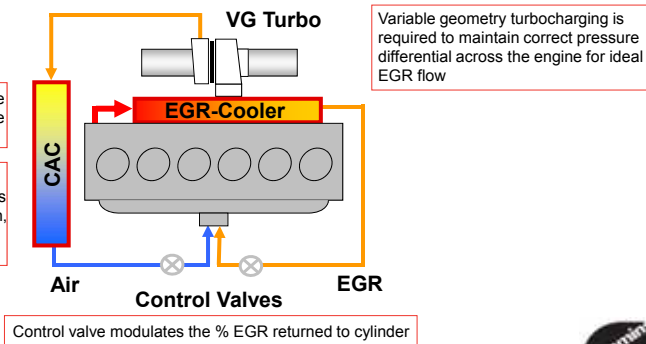 VG Turbo
Variable geometry turbocharging is
required to maintain correct pressure
differential across the engine for ideal
EGR flow
EGR-Cooler
CAC
Air
Control Valves
EGR
Control valve modulates the % EGR returned to cylinder